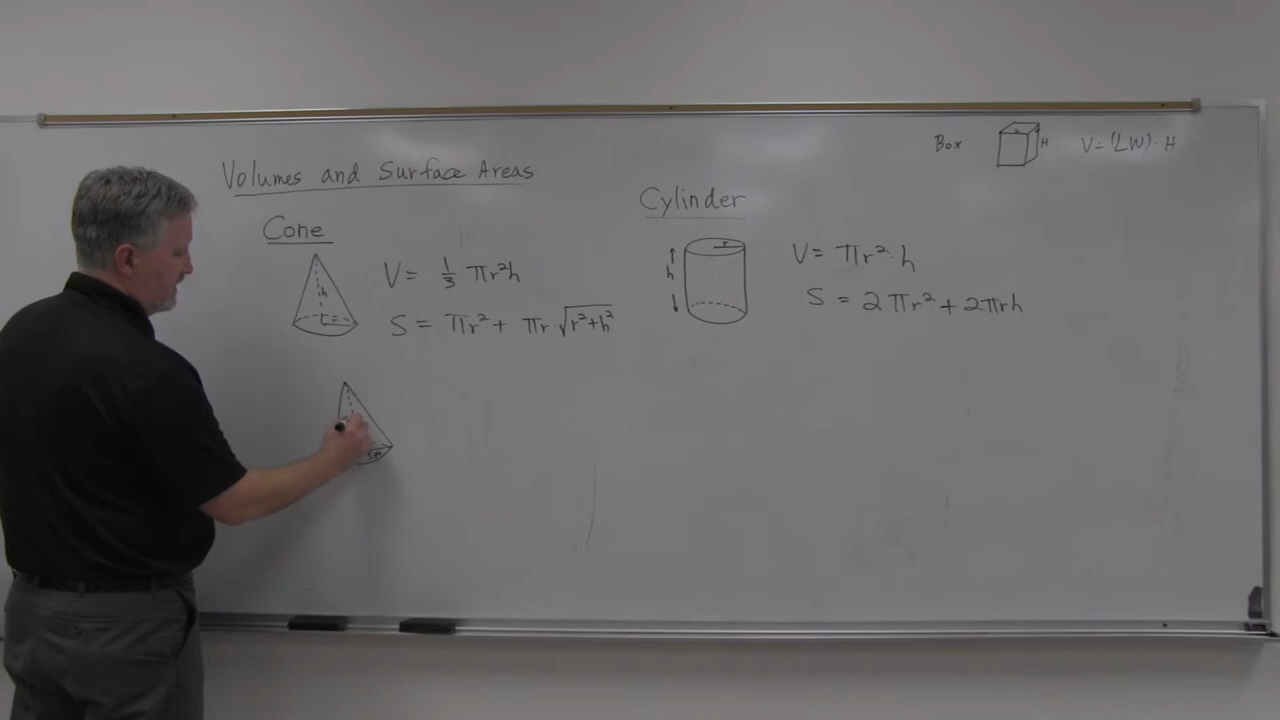 Box H V = (LW) · H
Volumes and Surface Areas
Cylinder
Cone
r
h
V = πr² · h
S = 2πr² + 2πrh
h
r
V = 1/3 πr²h
S = πr² + πr √(r²+h²)